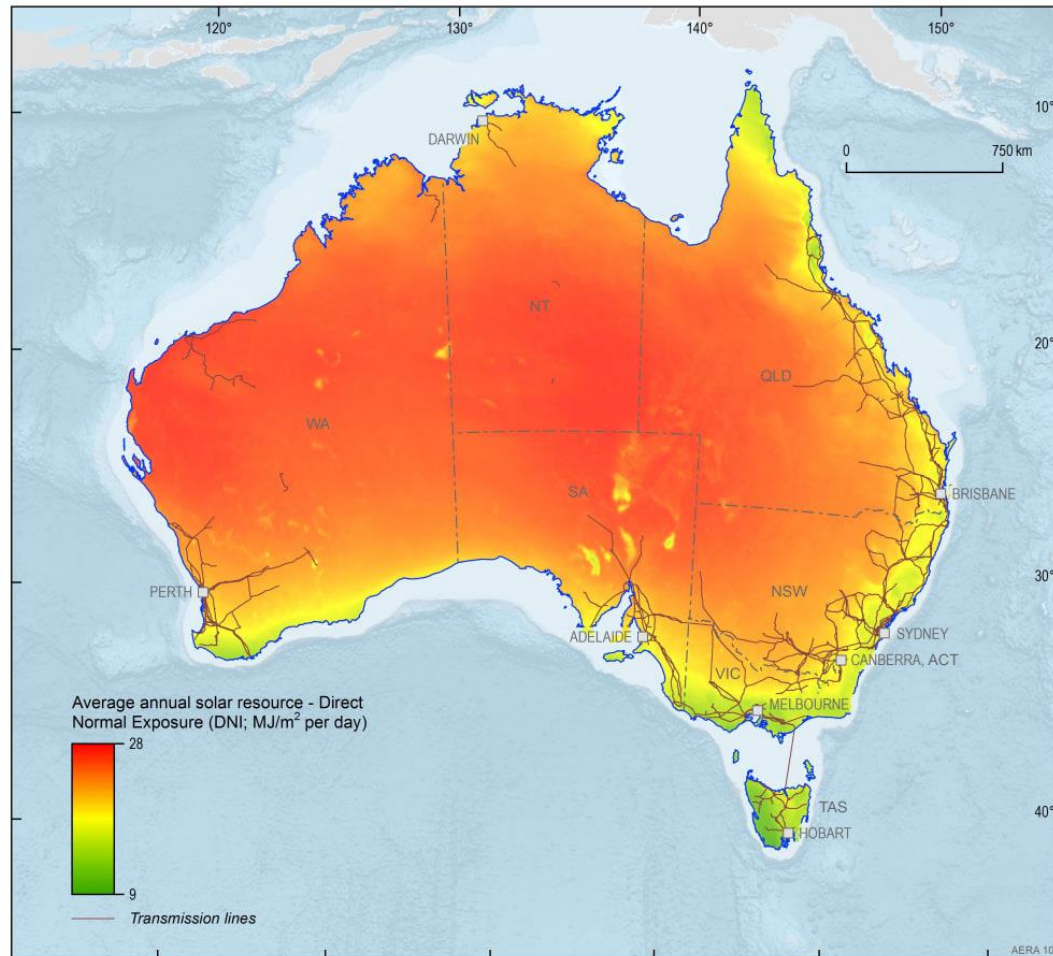 120°
130°
140°
150°
10°
DARWIN
0
750 km
NT
20°
QLD
WA
SA
BRISBANE
30°
PERTH
NSW
ADELAIDE
SYDNEY
CANBERRA, ACT
VIC
MELBOURNE
Average annual solar resource - Direct
Normal Exposure (DNI; MJ/m² per day)
28
TAS
40°
HOBART
9
Transmission lines
AERA 10